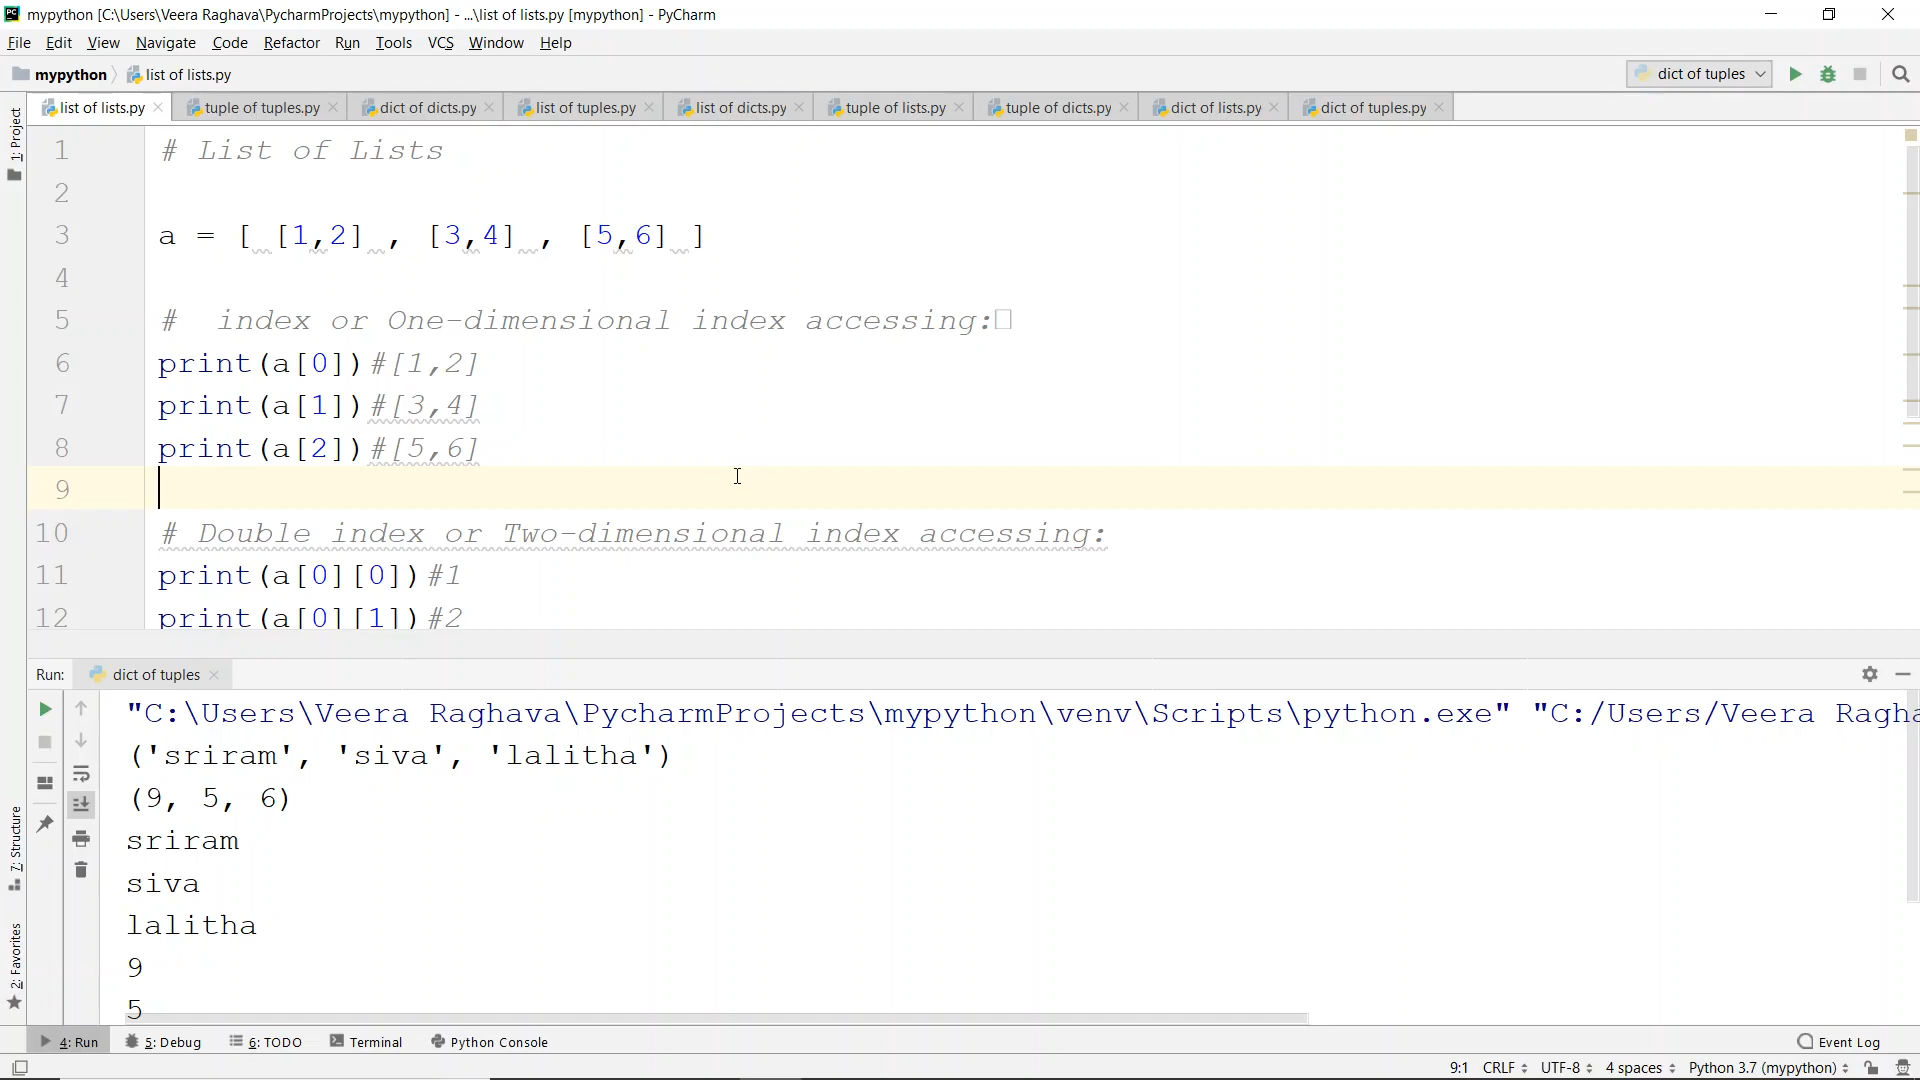 mypython [C:\Users\Veera Raghava\PycharmProjects\mypython] - ...\list of lists.py [mypython] - PyCharm
File Edit View Navigate Code Refactor Run Tools VCS Window Help
mypython list of lists.py dict of tuples
list of lists.py tuple of tuples.py dict of dicts.py list of tuples.py list of dicts.py tuple of lists.py tuple of dicts.py dict of lists.py dict of tuples.py
1: Project
1 # List of Lists
2
3 a = [ [1,2] , [3,4] , [5,6] ]
4
5 #  index or One-dimensional index accessing:
6 print(a[0])#[1,2]
7 print(a[1])#[3,4]
8 print(a[2])#[5,6]
9
10 # Double index or Two-dimensional index accessing:
11 print(a[0][0])#1
12 print(a[0][1])#2
Run: dict of tuples
"C:\Users\Veera Raghava\PycharmProjects\mypython\venv\Scripts\python.exe" "C:/Users/Veera Ragha
('sriram', 'siva', 'lalitha')
(9, 5, 6)
sriram
siva
lalitha
9
5
7: Structure
2: Favorites
4: Run 5: Debug 6: TODO Terminal Python Console Event Log
9:1 CRLF UTF-8 4 spaces Python 3.7 (mypython)